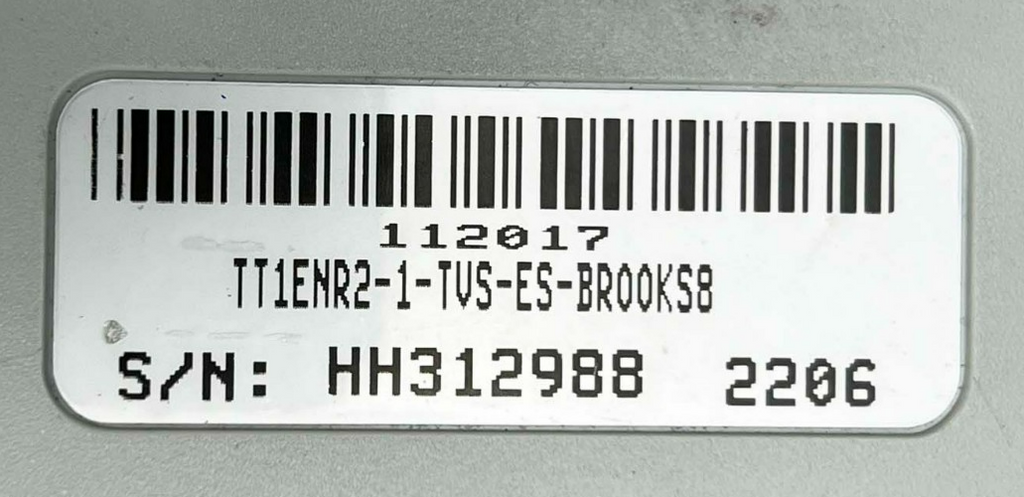 112017
TT1ENR2-1-TVS-ES-BROOKS8
S/N: HH312988 2206